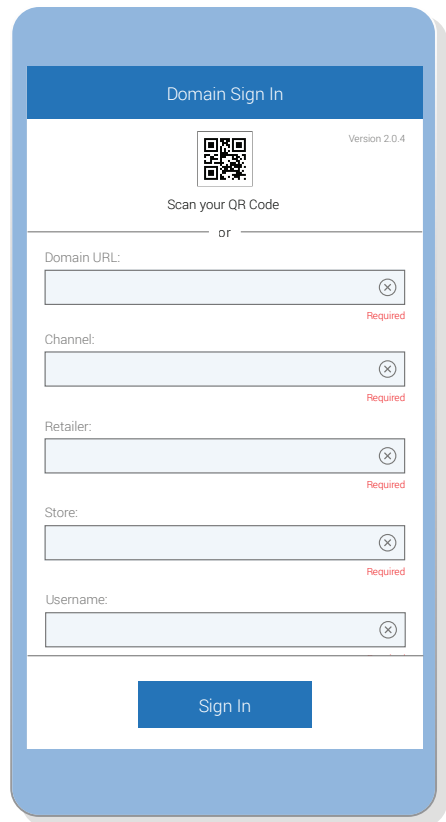 Domain Sign In
Version 2.0.4
Scan your QR Code
or
Domain URL:
Required
Channel:
Required
Retailer:
Required
Store:
Required
Username:
Sign In